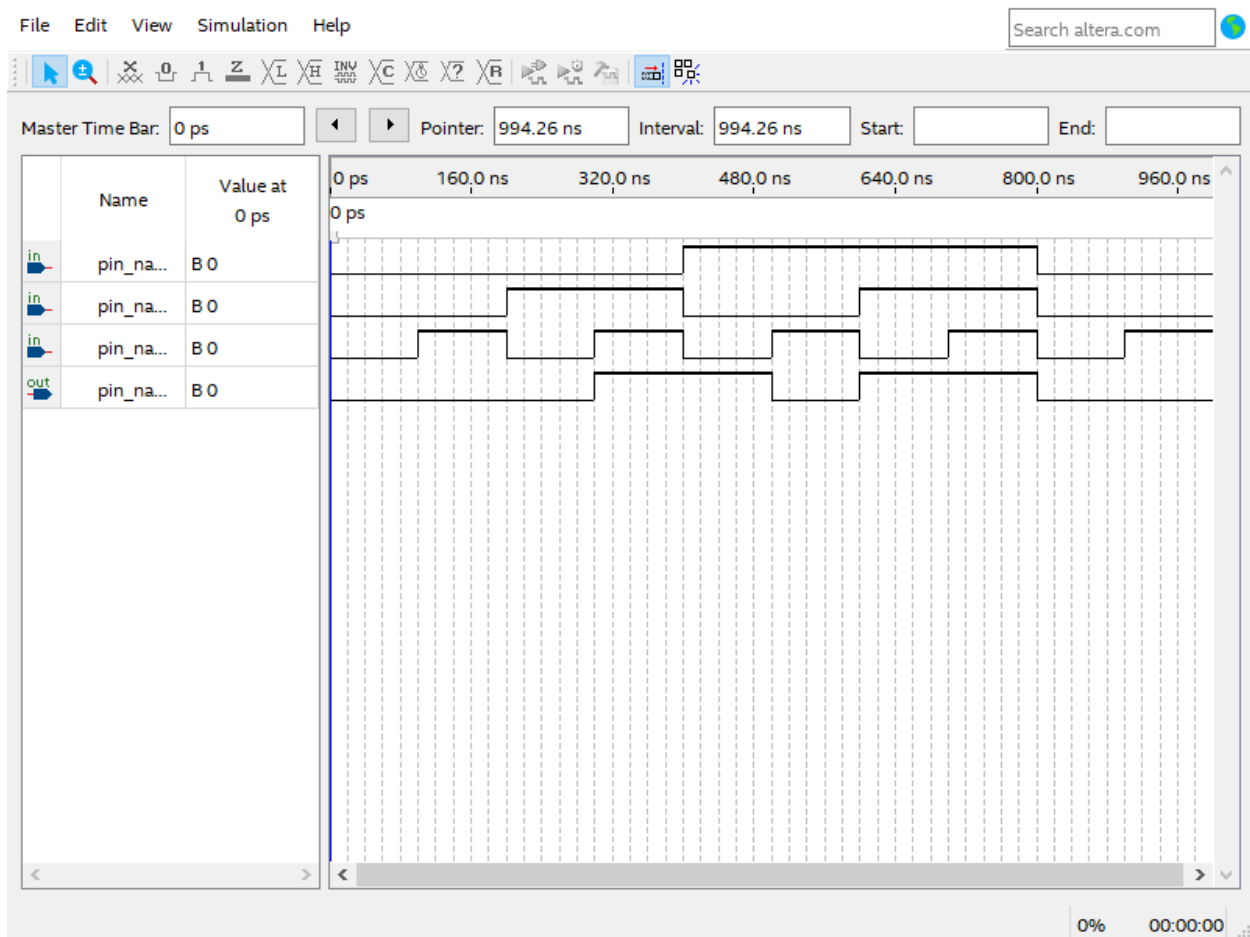 File Edit View Simulation Help
Search altera.com
Master Time Bar: 0 ps Pointer: 994.26 ns Interval: 994.26 ns Start: End:
Name Value at 0 ps
0 ps 160.0 ns 320.0 ns 480.0 ns 640.0 ns 800.0 ns 960.0 ns
0 ps
in pin_na... B 0
in pin_na... B 0
in pin_na... B 0
out pin_na... B 0
0% 00:00:00